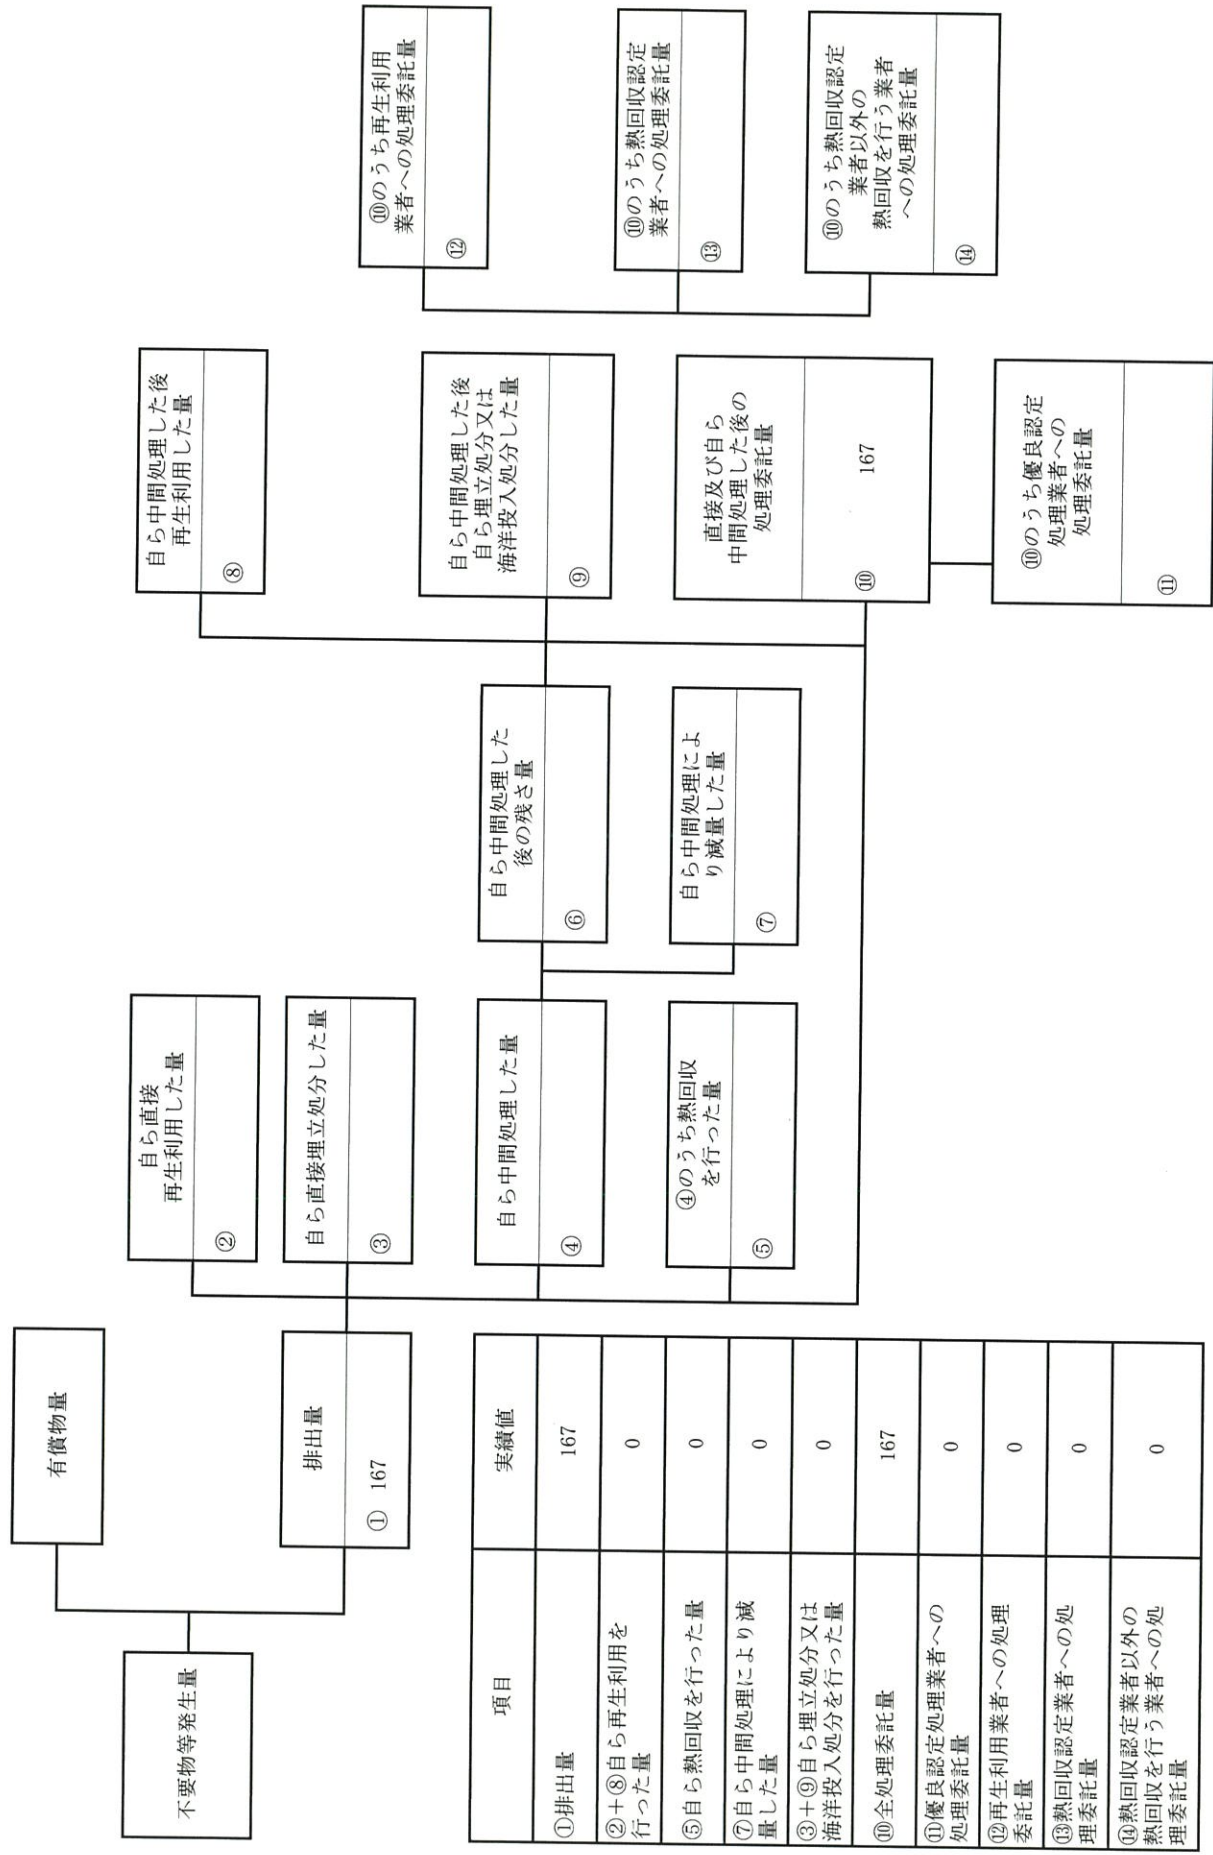 不要物等発生量
有償物量
排出量
① 167
自ら直接
再生利用した量
②
自ら直接埋立処分した量
③
自ら中間処理した量
④
④のうち熱回収
を行った量
⑤
自ら中間処理した
後の残さ量
⑥
自ら中間処理によ
り減量した量
⑦
自ら中間処理した後
再生利用した量
⑧
自ら中間処理した後
自ら埋立処分又は
海洋投入処分した量
⑨
直接及び自ら
中間処理した後の
処理委託量
⑩ 167
⑩のうち優良認定
処理業者への
処理委託量
⑪
⑩のうち再生利用
業者への処理委託量
⑫
⑩のうち熱回収認定
業者への処理委託量
⑬
⑩のうち熱回収認定
業者以外の
熱回収を行う業者
への処理委託量
⑭
項目 実績値
①排出量 167
②+⑧自ら再生利用を
行った量 0
⑤自ら熱回収を行った量 0
⑦自ら中間処理により減
量した量 0
③+⑨自ら埋立処分又は
海洋投入処分を行った量 0
⑩全処理委託量 167
⑪優良認定処理業者への
処理委託量 0
⑫再生利用業者への処理
委託量 0
⑬熱回収認定業者への処
理委託量 0
⑭熱回収認定業者以外の
熱回収を行う業者への処
理委託量 0